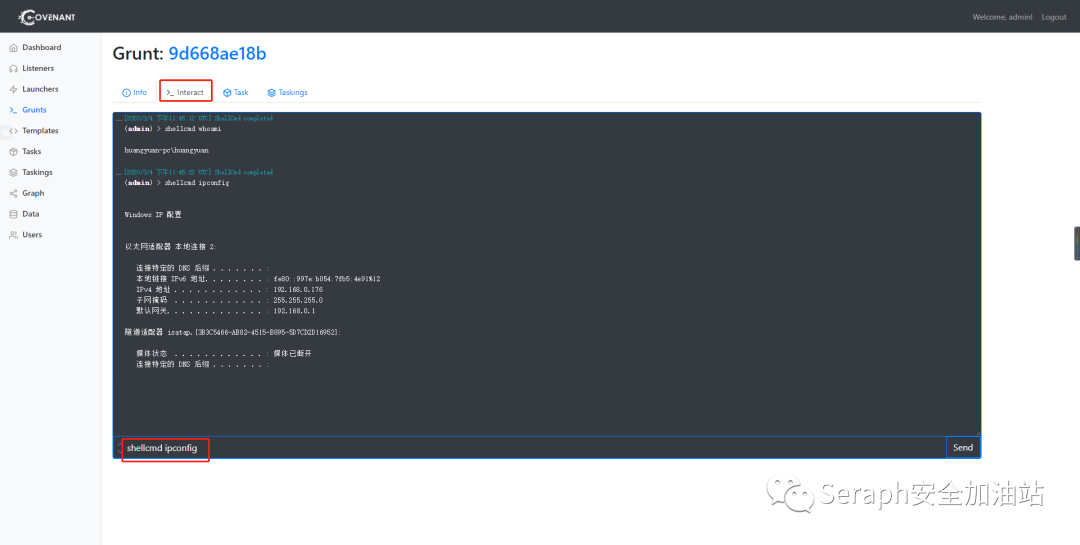 COVENANT
Welcome, admin! Logout
Dashboard
Listeners
Launchers
Grunts
Templates
Tasks
Taskings
Graph
Data
Users
Grunt: 9d668ae18b
Info >_ Interact Task Taskings
[2020/3/4 下午11:45:12 UTC] ShellCmd completed
(admin) > shellcmd whoami
huangyuan-pc\huangyuan
[2020/3/4 下午11:45:22 UTC] ShellCmd completed
(admin) > shellcmd ipconfig
Windows IP 配置
以太网适配器 本地连接 2:
连接特定的 DNS 后缀 . . . . . . . :
本地链接 IPv6 地址. . . . . . . . : fe80::997e:b054:7fb5:4e91%12
IPv4 地址 . . . . . . . . . . . . : 192.168.0.176
子网掩码 . . . . . . . . . . . . : 255.255.255.0
默认网关. . . . . . . . . . . . . : 192.168.0.1
隧道适配器 isatap.{3B3C5466-AB82-4515-B895-5D7CD2D16952}:
媒体状态 . . . . . . . . . . . . : 媒体已断开
连接特定的 DNS 后缀 . . . . . . . :
shellcmd ipconfig
Send
Seraph安全加油站